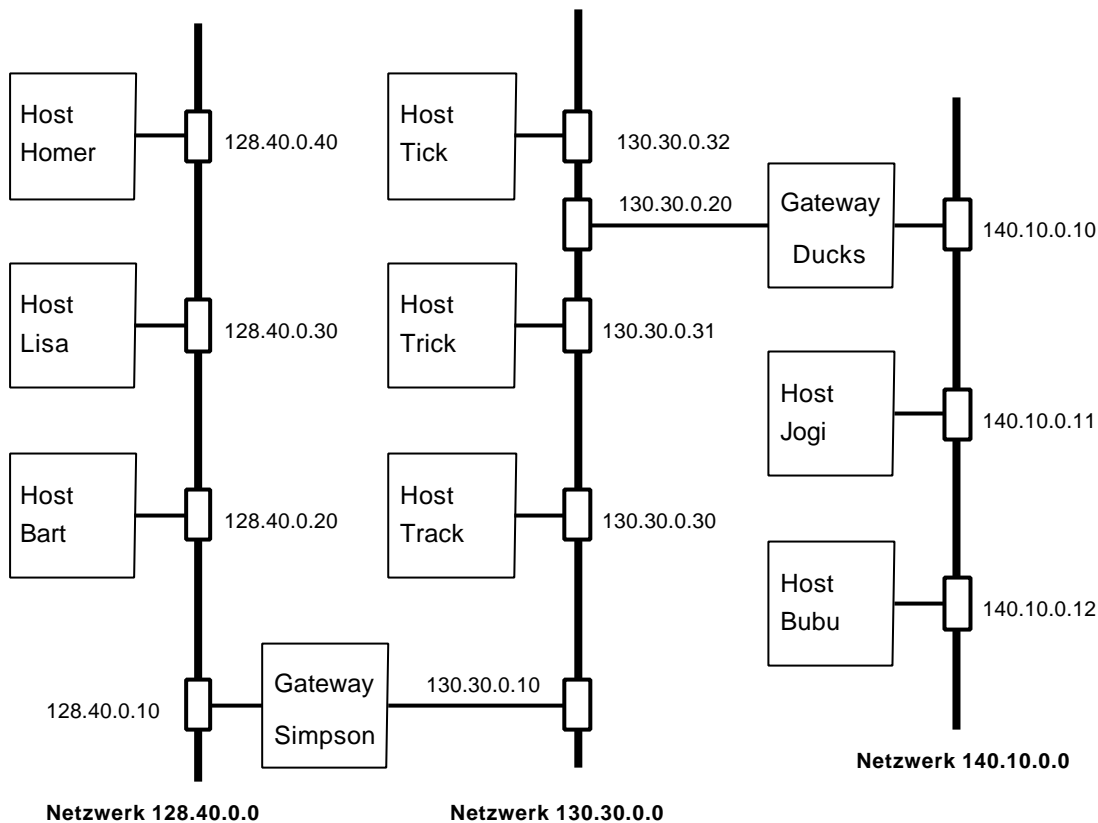 Host
Homer
128.40.0.40
Host
Lisa
128.40.0.30
Host
Bart
128.40.0.20
128.40.0.10
Gateway
Simpson
130.30.0.10
Netzwerk 128.40.0.0
Host
Tick
130.30.0.32
130.30.0.20
Host
Trick
130.30.0.31
Host
Track
130.30.0.30
Netzwerk 130.30.0.0
Gateway
Ducks
140.10.0.10
Host
Jogi
140.10.0.11
Host
Bubu
140.10.0.12
Netzwerk 140.10.0.0